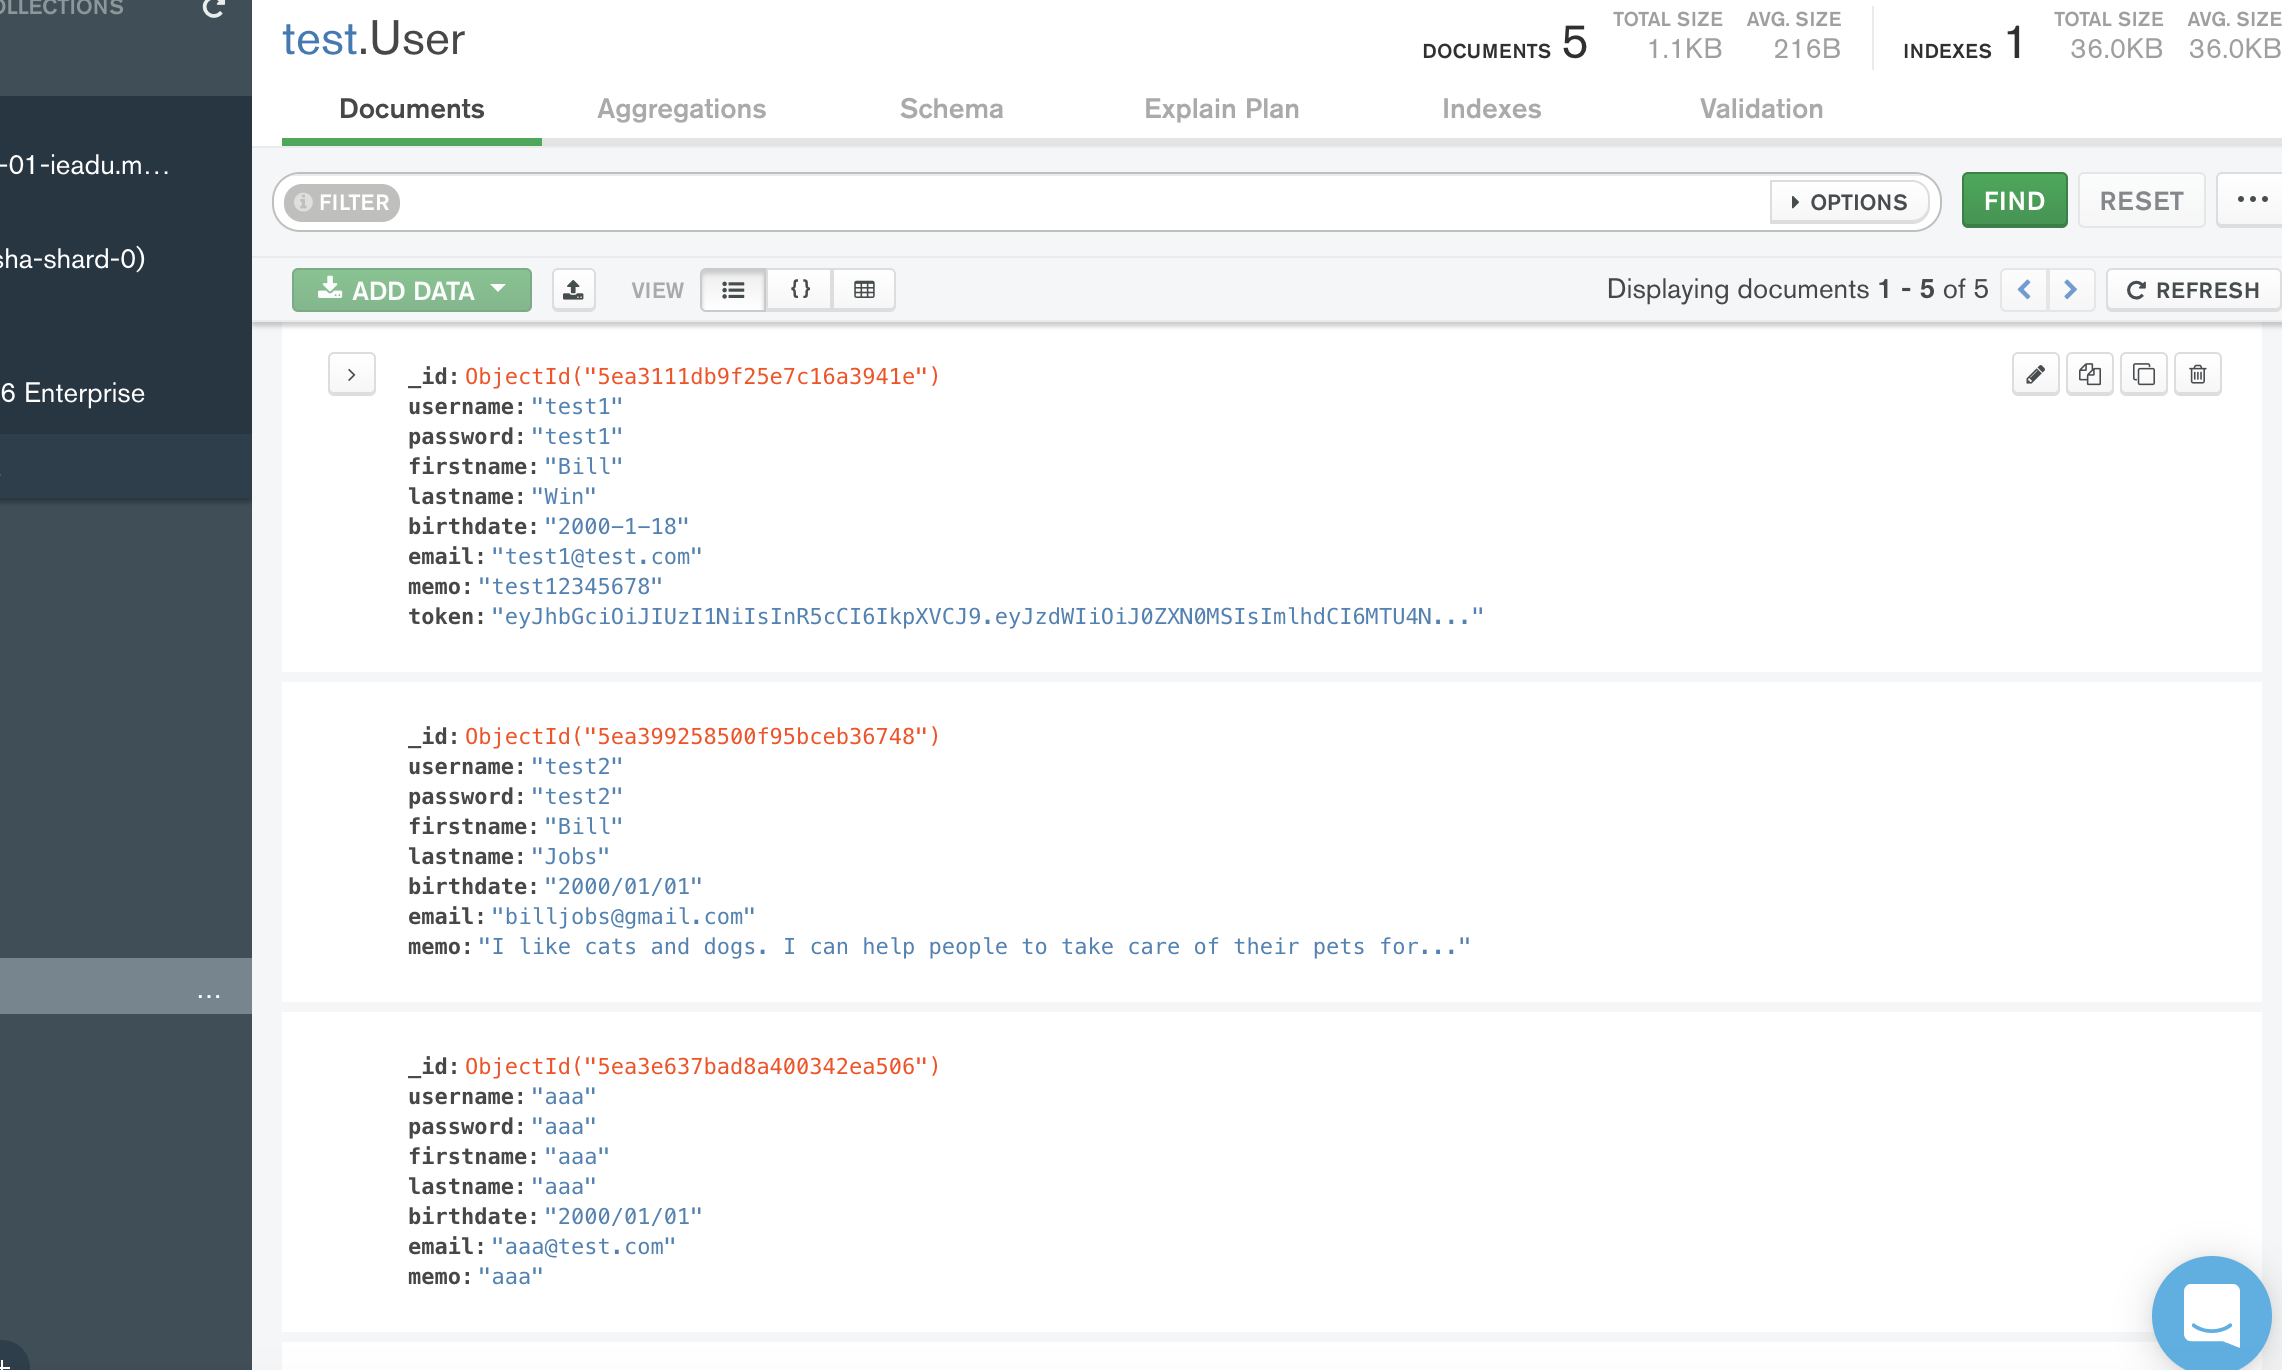 OLLECTIONS
-01-ieadu.m...
sha-shard-0)
6 Enterprise
...
test.User
DOCUMENTS 5
TOTAL SIZE 1.1KB
AVG. SIZE 216B
INDEXES 1
TOTAL SIZE 36.0KB
AVG. SIZE 36.0KB
Documents Aggregations Schema Explain Plan Indexes Validation
FILTER OPTIONS FIND RESET ...
ADD DATA VIEW {} Displaying documents 1 - 5 of 5 REFRESH
_id: ObjectId("5ea3111db9f25e7c16a3941e")
username: "test1"
password: "test1"
firstname: "Bill"
lastname: "Win"
birthdate: "2000-1-18"
email: "test1@test.com"
memo: "test12345678"
token: "eyJhbGciOiJIUzI1NiIsInR5cCI6IkpXVCJ9.eyJzdWIiOiJ0ZXN0MSIsImlhdCI6MTU4N..."
_id: ObjectId("5ea399258500f95bceb36748")
username: "test2"
password: "test2"
firstname: "Bill"
lastname: "Jobs"
birthdate: "2000/01/01"
email: "billjobs@gmail.com"
memo: "I like cats and dogs. I can help people to take care of their pets for..."
_id: ObjectId("5ea3e637bad8a400342ea506")
username: "aaa"
password: "aaa"
firstname: "aaa"
lastname: "aaa"
birthdate: "2000/01/01"
email: "aaa@test.com"
memo: "aaa"